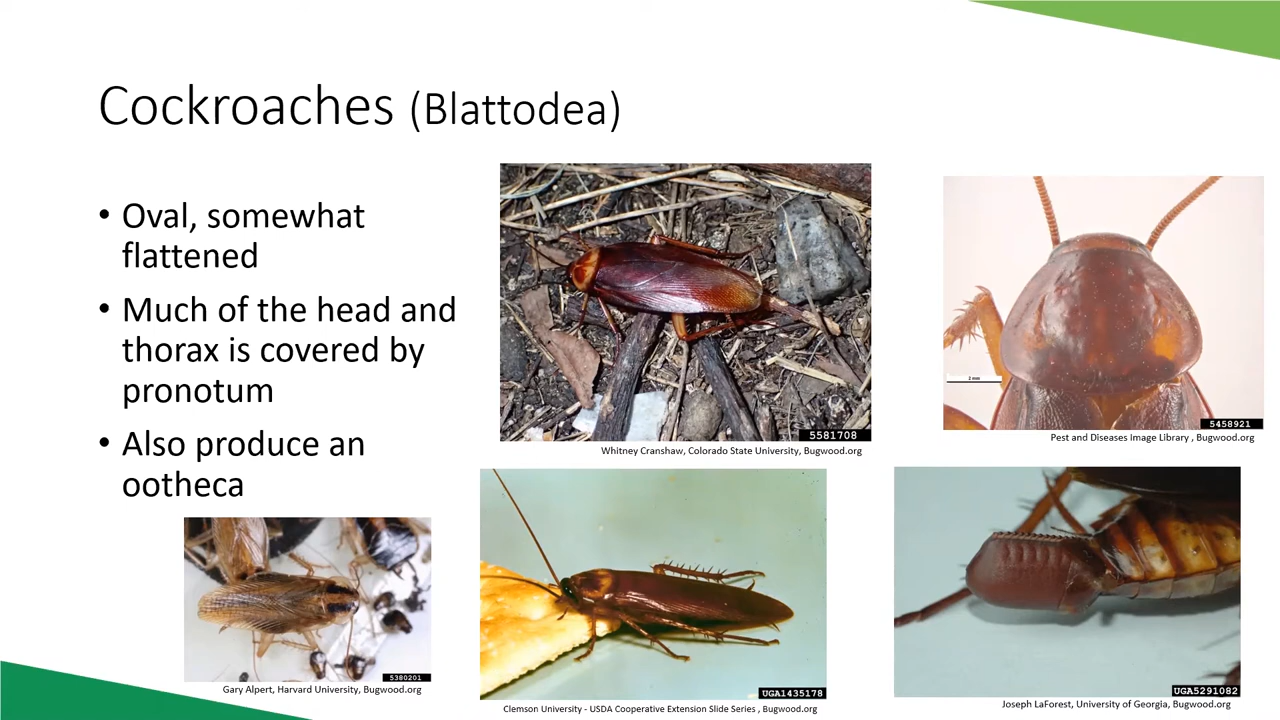 Cockroaches (Blattodea)
• Oval, somewhat
flattened
• Much of the head and
thorax is covered by
pronotum
• Also produce an
ootheca
5581708
Whitney Cranshaw, Colorado State University, Bugwood.org
2 mm
5458921
Pest and Diseases Image Library , Bugwood.org
5380201
Gary Alpert, Harvard University, Bugwood.org
UGA1435178
Clemson University - USDA Cooperative Extension Slide Series , Bugwood.org
UGA5291082
Joseph LaForest, University of Georgia, Bugwood.org